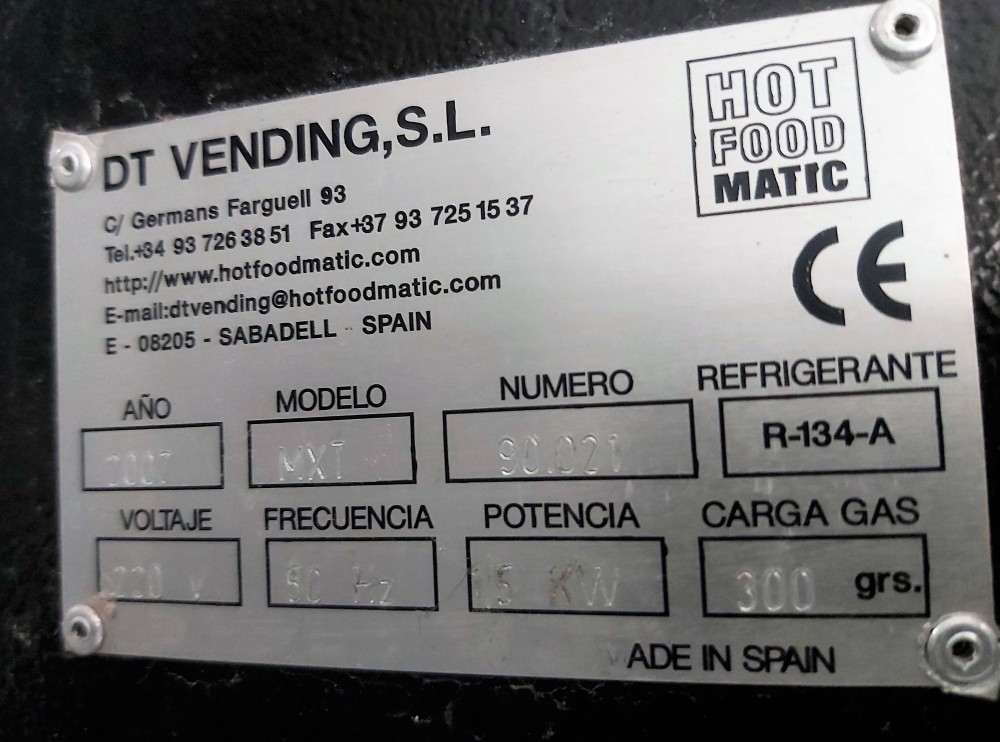 DT VENDING,S.L.
C/ Germans Farguell 93
Tel.+34 93 726 38 51 Fax+37 93 725 15 37
http://www.hotfoodmatic.com
E-mail:dtvending@hotfoodmatic.com
E - 08205 - SABADELL - SPAIN
HOT
FOOD
MATIC
CE
AÑO MODELO NUMERO REFRIGERANTE
2007 MXT 90.021 R-134-A
VOLTAJE FRECUENCIA POTENCIA CARGA GAS
220 V 50 Hz KW 300 grs.
ADE IN SPAIN